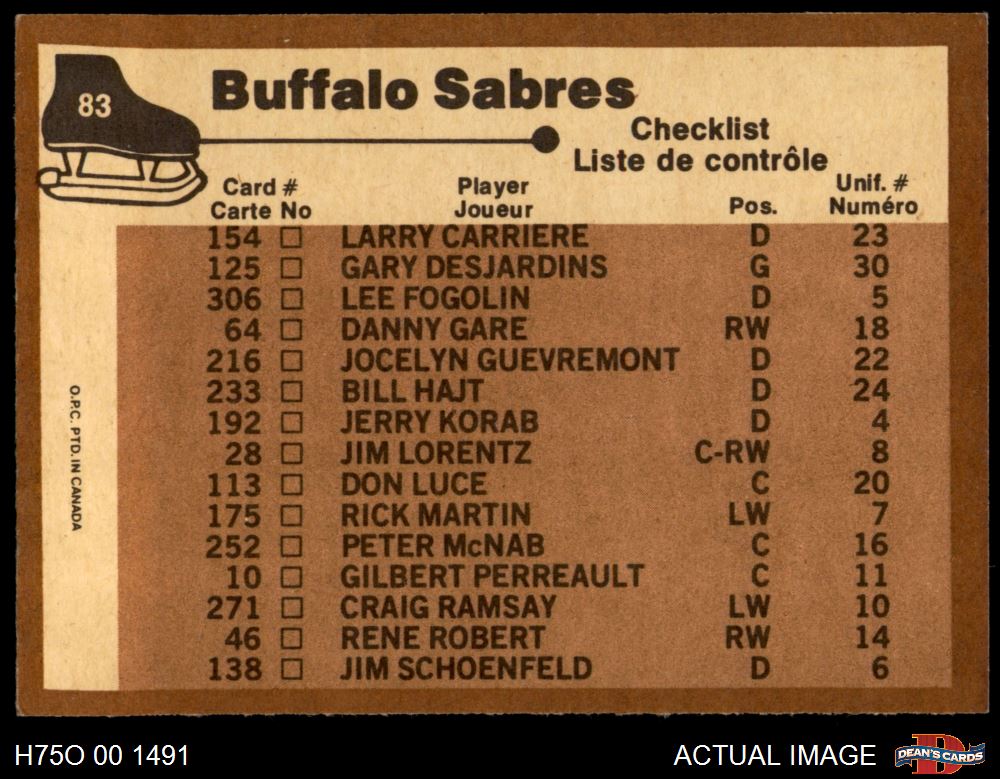 83
Buffalo Sabres
Checklist
Liste de contrôle
Card # Player Unif. #
Carte No Joueur Pos. Numéro
154 □ LARRY CARRIERE D 23
125 □ GARY DESJARDINS G 30
306 □ LEE FOGOLIN D 5
64 □ DANNY GARE RW 18
216 □ JOCELYN GUEVREMONT D 22
233 □ BILL HAJT D 24
192 □ JERRY KORAB D 4
28 □ JIM LORENTZ C-RW 8
113 □ DON LUCE C 20
175 □ RICK MARTIN LW 7
252 □ PETER McNAB C 16
10 □ GILBERT PERREAULT C 11
271 □ CRAIG RAMSAY LW 10
46 □ RENE ROBERT RW 14
138 □ JIM SCHOENFELD D 6
O.P.C. PTD. IN CANADA
H75O 00 1491
ACTUAL IMAGE
DEAN'S CARDS